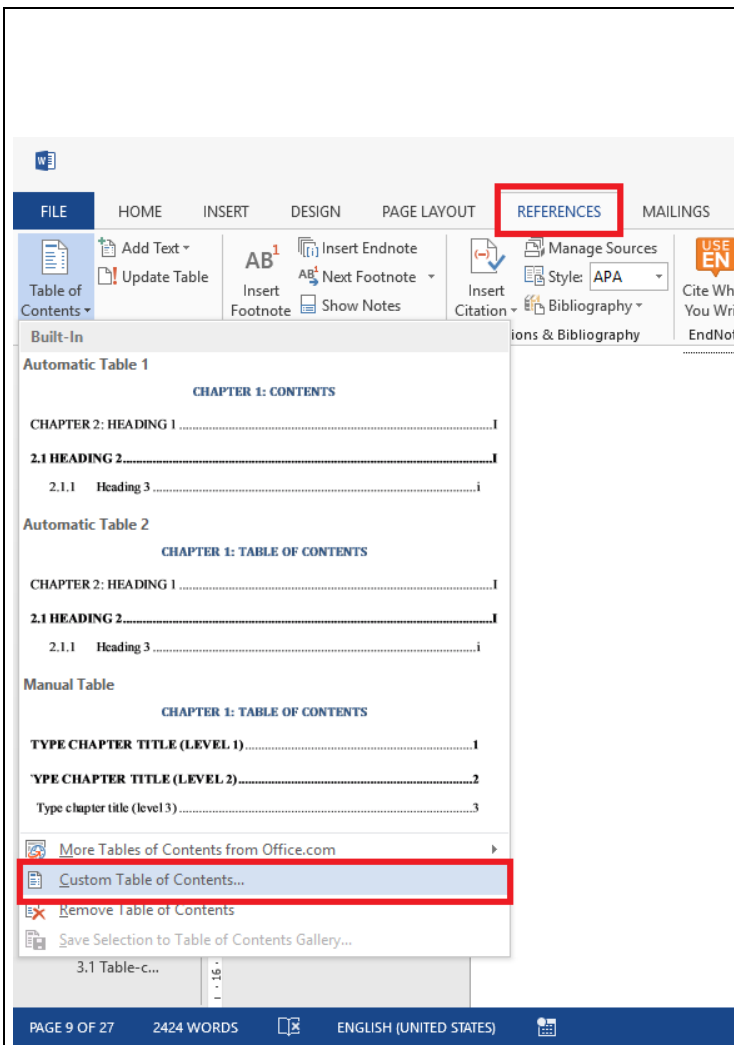 FILE HOME INSERT DESIGN PAGE LAYOUT REFERENCES MAILINGS
Table of
Contents
Add Text
Update Table
AB1
Insert
Footnote
Insert Endnote
AB1 Next Footnote
Show Notes
Insert
Citation
Manage Sources
Style: APA
Bibliography
ions & Bibliography
USE
EN
Cite Wh
You Wri
EndNot
Built-In
Automatic Table 1
CHAPTER 1: CONTENTS
CHAPTER 2: HEADING 1 I
2.1 HEADING 2 I
2.1.1 Heading 3 i
Automatic Table 2
CHAPTER 1: TABLE OF CONTENTS
CHAPTER 2: HEADING 1 I
2.1 HEADING 2 I
2.1.1 Heading 3 i
Manual Table
CHAPTER 1: TABLE OF CONTENTS
TYPE CHAPTER TITLE (LEVEL 1) 1
YPE CHAPTER TITLE (LEVEL 2) 2
Type chapter title (level 3) 3
More Tables of Contents from Office.com
Custom Table of Contents...
Remove Table of Contents
Save Selection to Table of Contents Gallery...
3.1 Table-c...
16
PAGE 9 OF 27 2424 WORDS ENGLISH (UNITED STATES)